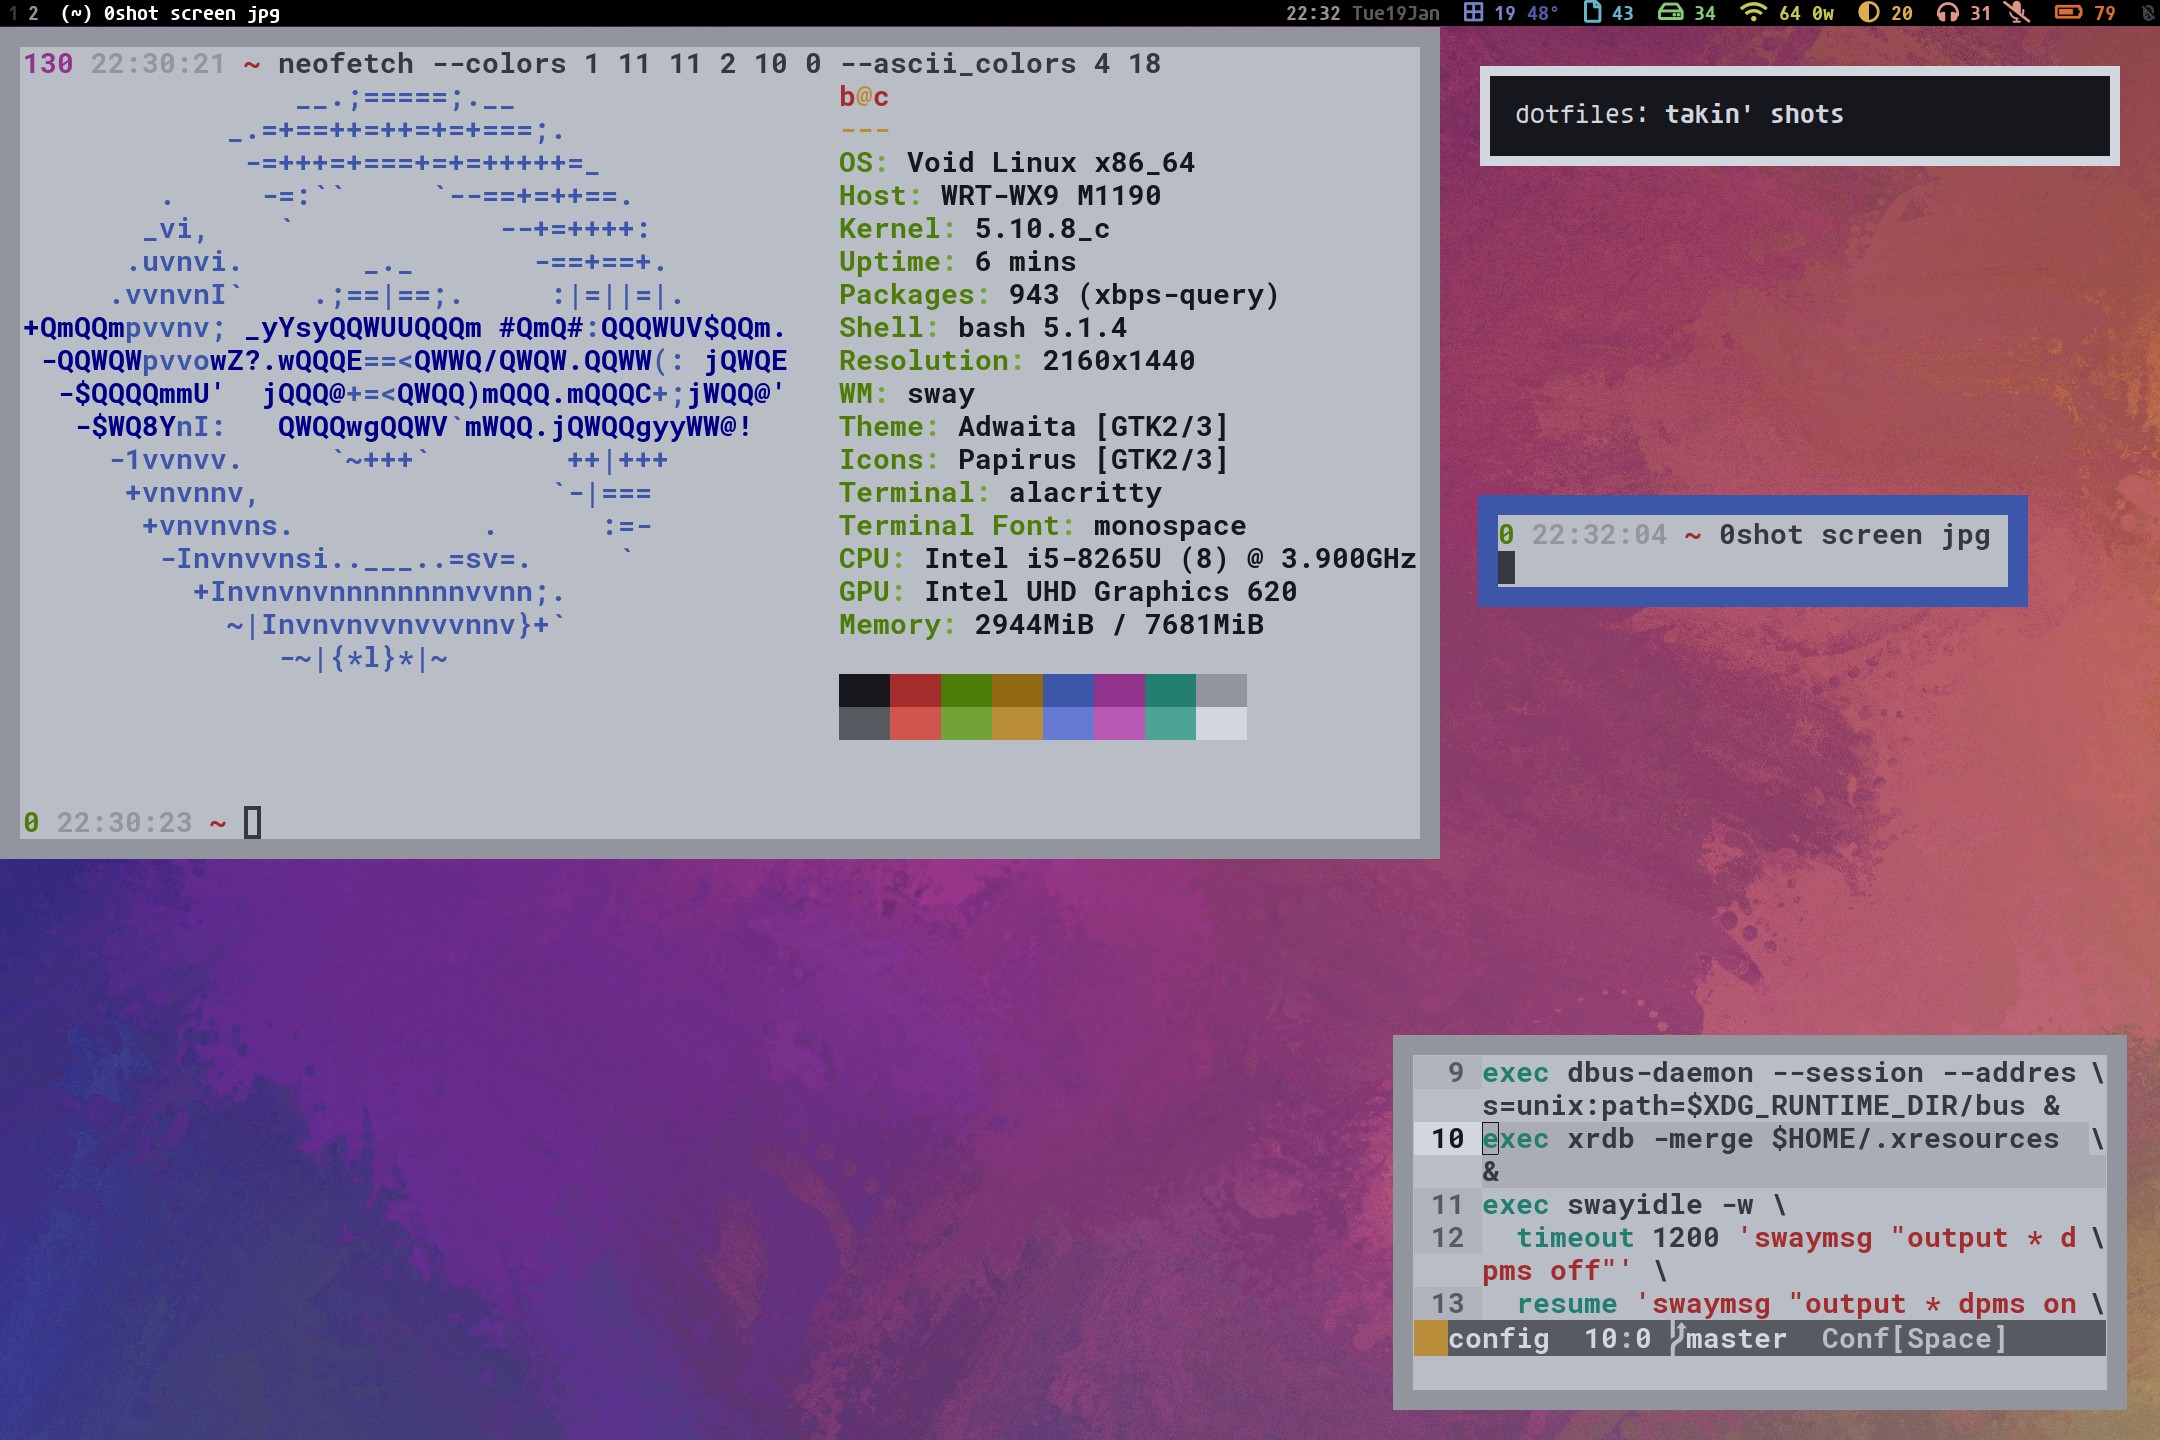 1 2 (~) 0shot screen jpg 22:32 Tue19Jan 19 48° 43 34 64 0w 20 31 79
130 22:30:21 ~ neofetch --colors 1 11 11 2 10 0 --ascii_colors 4 18
__.;=====;.__
_.=+==++=++=+=+===;.
-=+++=+===+=+=+++++=_
.     -=:``     `--==+=++==.
_vi,    `            --+=++++:
.uvnvi.       _._       -==+==+.
.vvnvnI`    .;==|==;.     :|=||=|.
+QmQQmpvvnv; _yYsyQQWUUQQQm #QmQ#:QQQWUV$QQm.
-QQWQWpvvowZ?.wQQQE==<QWWQ/QWQW.QQWW(: jQWQE
-$QQQQmmU'  jQQQ@+=<QWQQ)mQQQ.mQQQC+;jWQQ@'
-$WQ8YnI:   QWQQwgQQWV`mWQQ.jQWQQgyyWW@!
-1vvnvv.     `~+++`        ++|+++
+vnvnnv,                 `-|===
+vnvnvns.           .      :=-
-Invnvvnsi..___..=sv=.     `
+Invnvnvnnnnnnnnvvnn;.
~|Invnvnvvnvvvnnv}+`
-~|{*l}*|~
b@c
---
OS: Void Linux x86_64
Host: WRT-WX9 M1190
Kernel: 5.10.8_c
Uptime: 6 mins
Packages: 943 (xbps-query)
Shell: bash 5.1.4
Resolution: 2160x1440
WM: sway
Theme: Adwaita [GTK2/3]
Icons: Papirus [GTK2/3]
Terminal: alacritty
Terminal Font: monospace
CPU: Intel i5-8265U (8) @ 3.900GHz
GPU: Intel UHD Graphics 620
Memory: 2944MiB / 7681MiB
0 22:30:23 ~
dotfiles: takin' shots
0 22:32:04 ~ 0shot screen jpg
9 exec dbus-daemon --session --addres \
s=unix:path=$XDG_RUNTIME_DIR/bus &
10 exec xrdb -merge $HOME/.xresources \
&
11 exec swayidle -w \
12 timeout 1200 'swaymsg "output * d \
pms off"' \
13 resume 'swaymsg "output * dpms on \
config 10:0 master Conf[Space]